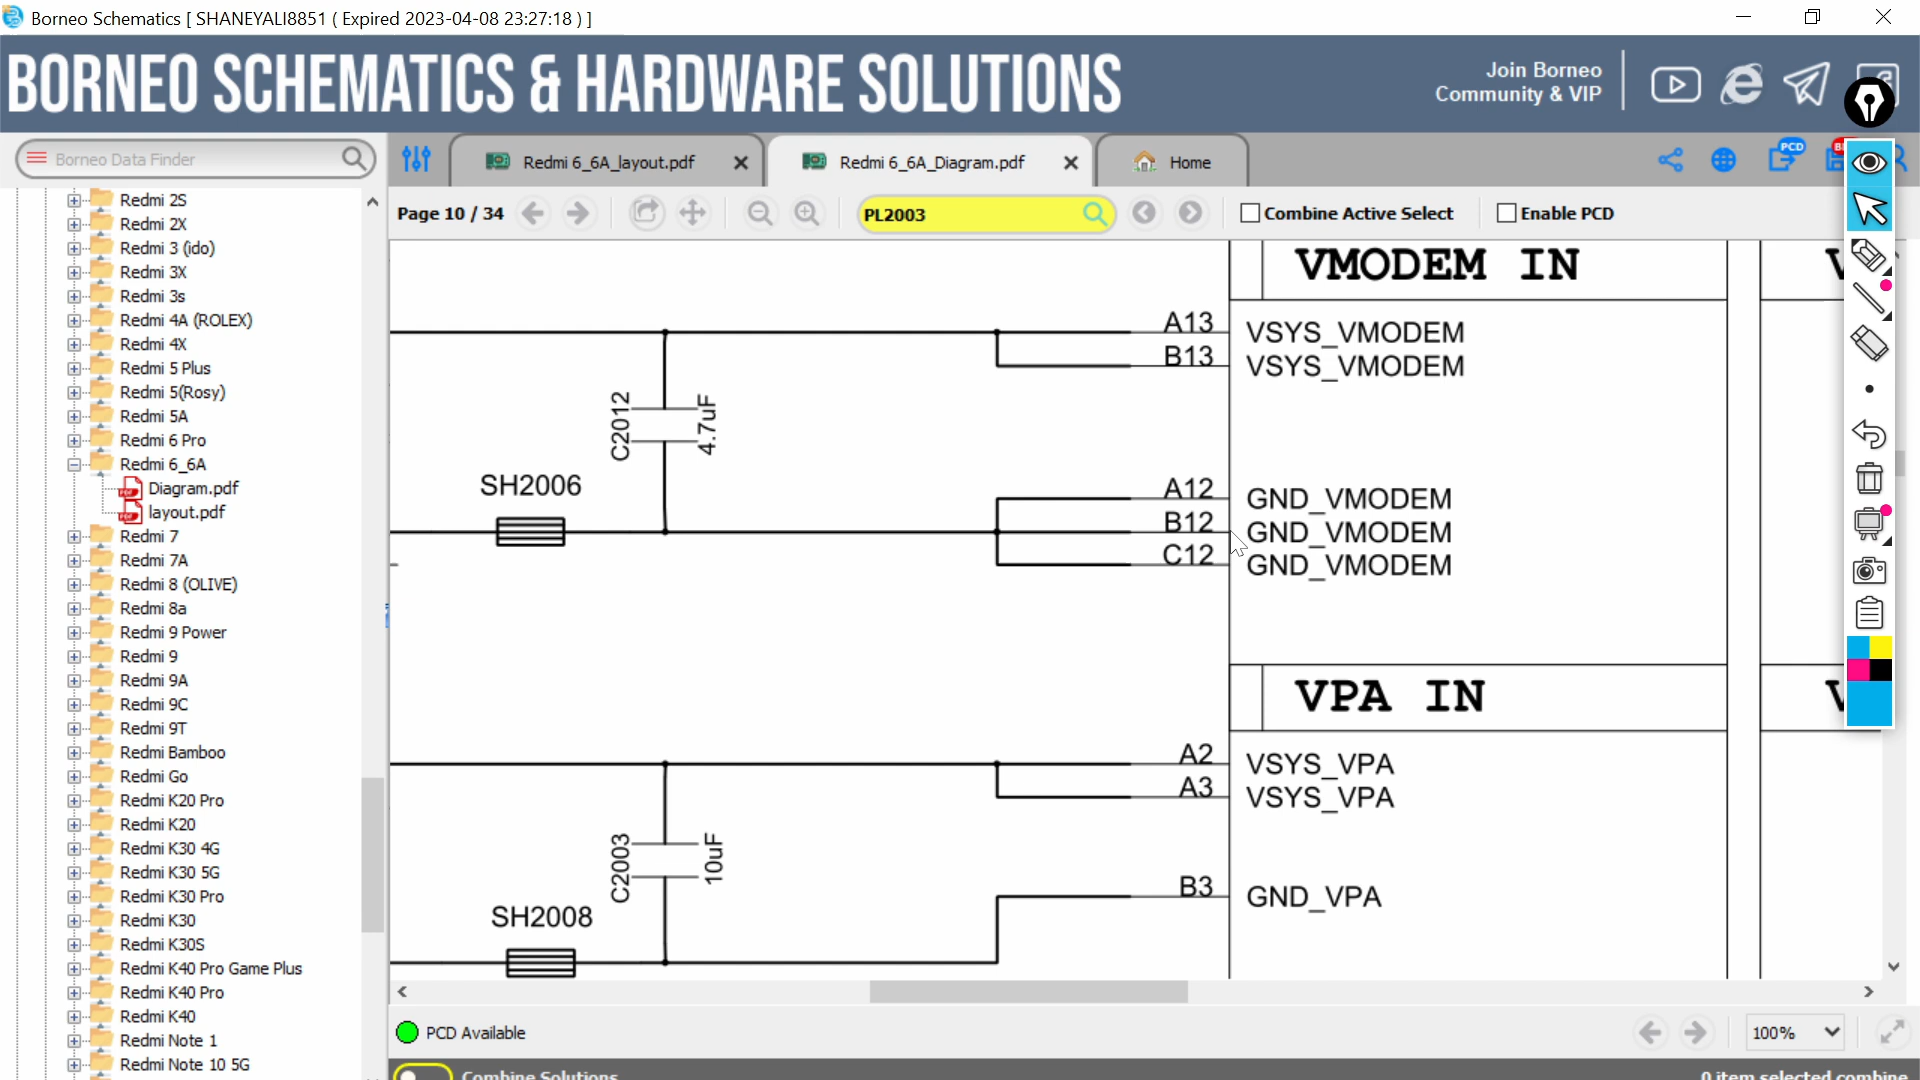 Borneo Schematics [ SHANEYALI8851 ( Expired 2023-04-08 23:27:18 ) ]
BORNEO SCHEMATICS & HARDWARE SOLUTIONS
Join Borneo
Community & VIP
Borneo Data Finder
Redmi 6_6A_layout.pdf
Redmi 6_6A_Diagram.pdf
Home
PCD
Page 10 / 34
PL2003
Combine Active Select
Enable PCD
Redmi 2S
Redmi 2X
Redmi 3 (ido)
Redmi 3X
Redmi 3s
Redmi 4A (ROLEX)
Redmi 4X
Redmi 5 Plus
Redmi 5(Rosy)
Redmi 5A
Redmi 6 Pro
Redmi 6_6A
Diagram.pdf
layout.pdf
Redmi 7
Redmi 7A
Redmi 8 (OLIVE)
Redmi 8a
Redmi 9 Power
Redmi 9
Redmi 9A
Redmi 9C
Redmi 9T
Redmi Bamboo
Redmi Go
Redmi K20 Pro
Redmi K20
Redmi K30 4G
Redmi K30 5G
Redmi K30 Pro
Redmi K30
Redmi K30S
Redmi K40 Pro Game Plus
Redmi K40 Pro
Redmi K40
Redmi Note 1
Redmi Note 10 5G
VMODEM IN
A13 VSYS_VMODEM
B13 VSYS_VMODEM
C2012
4.7uF
SH2006
A12 GND_VMODEM
B12 GND_VMODEM
C12 GND_VMODEM
VPA IN
A2 VSYS_VPA
A3 VSYS_VPA
C2003
10uF
B3 GND_VPA
SH2008
PCD Available
100%
Combine Solutions
0 item selected combine